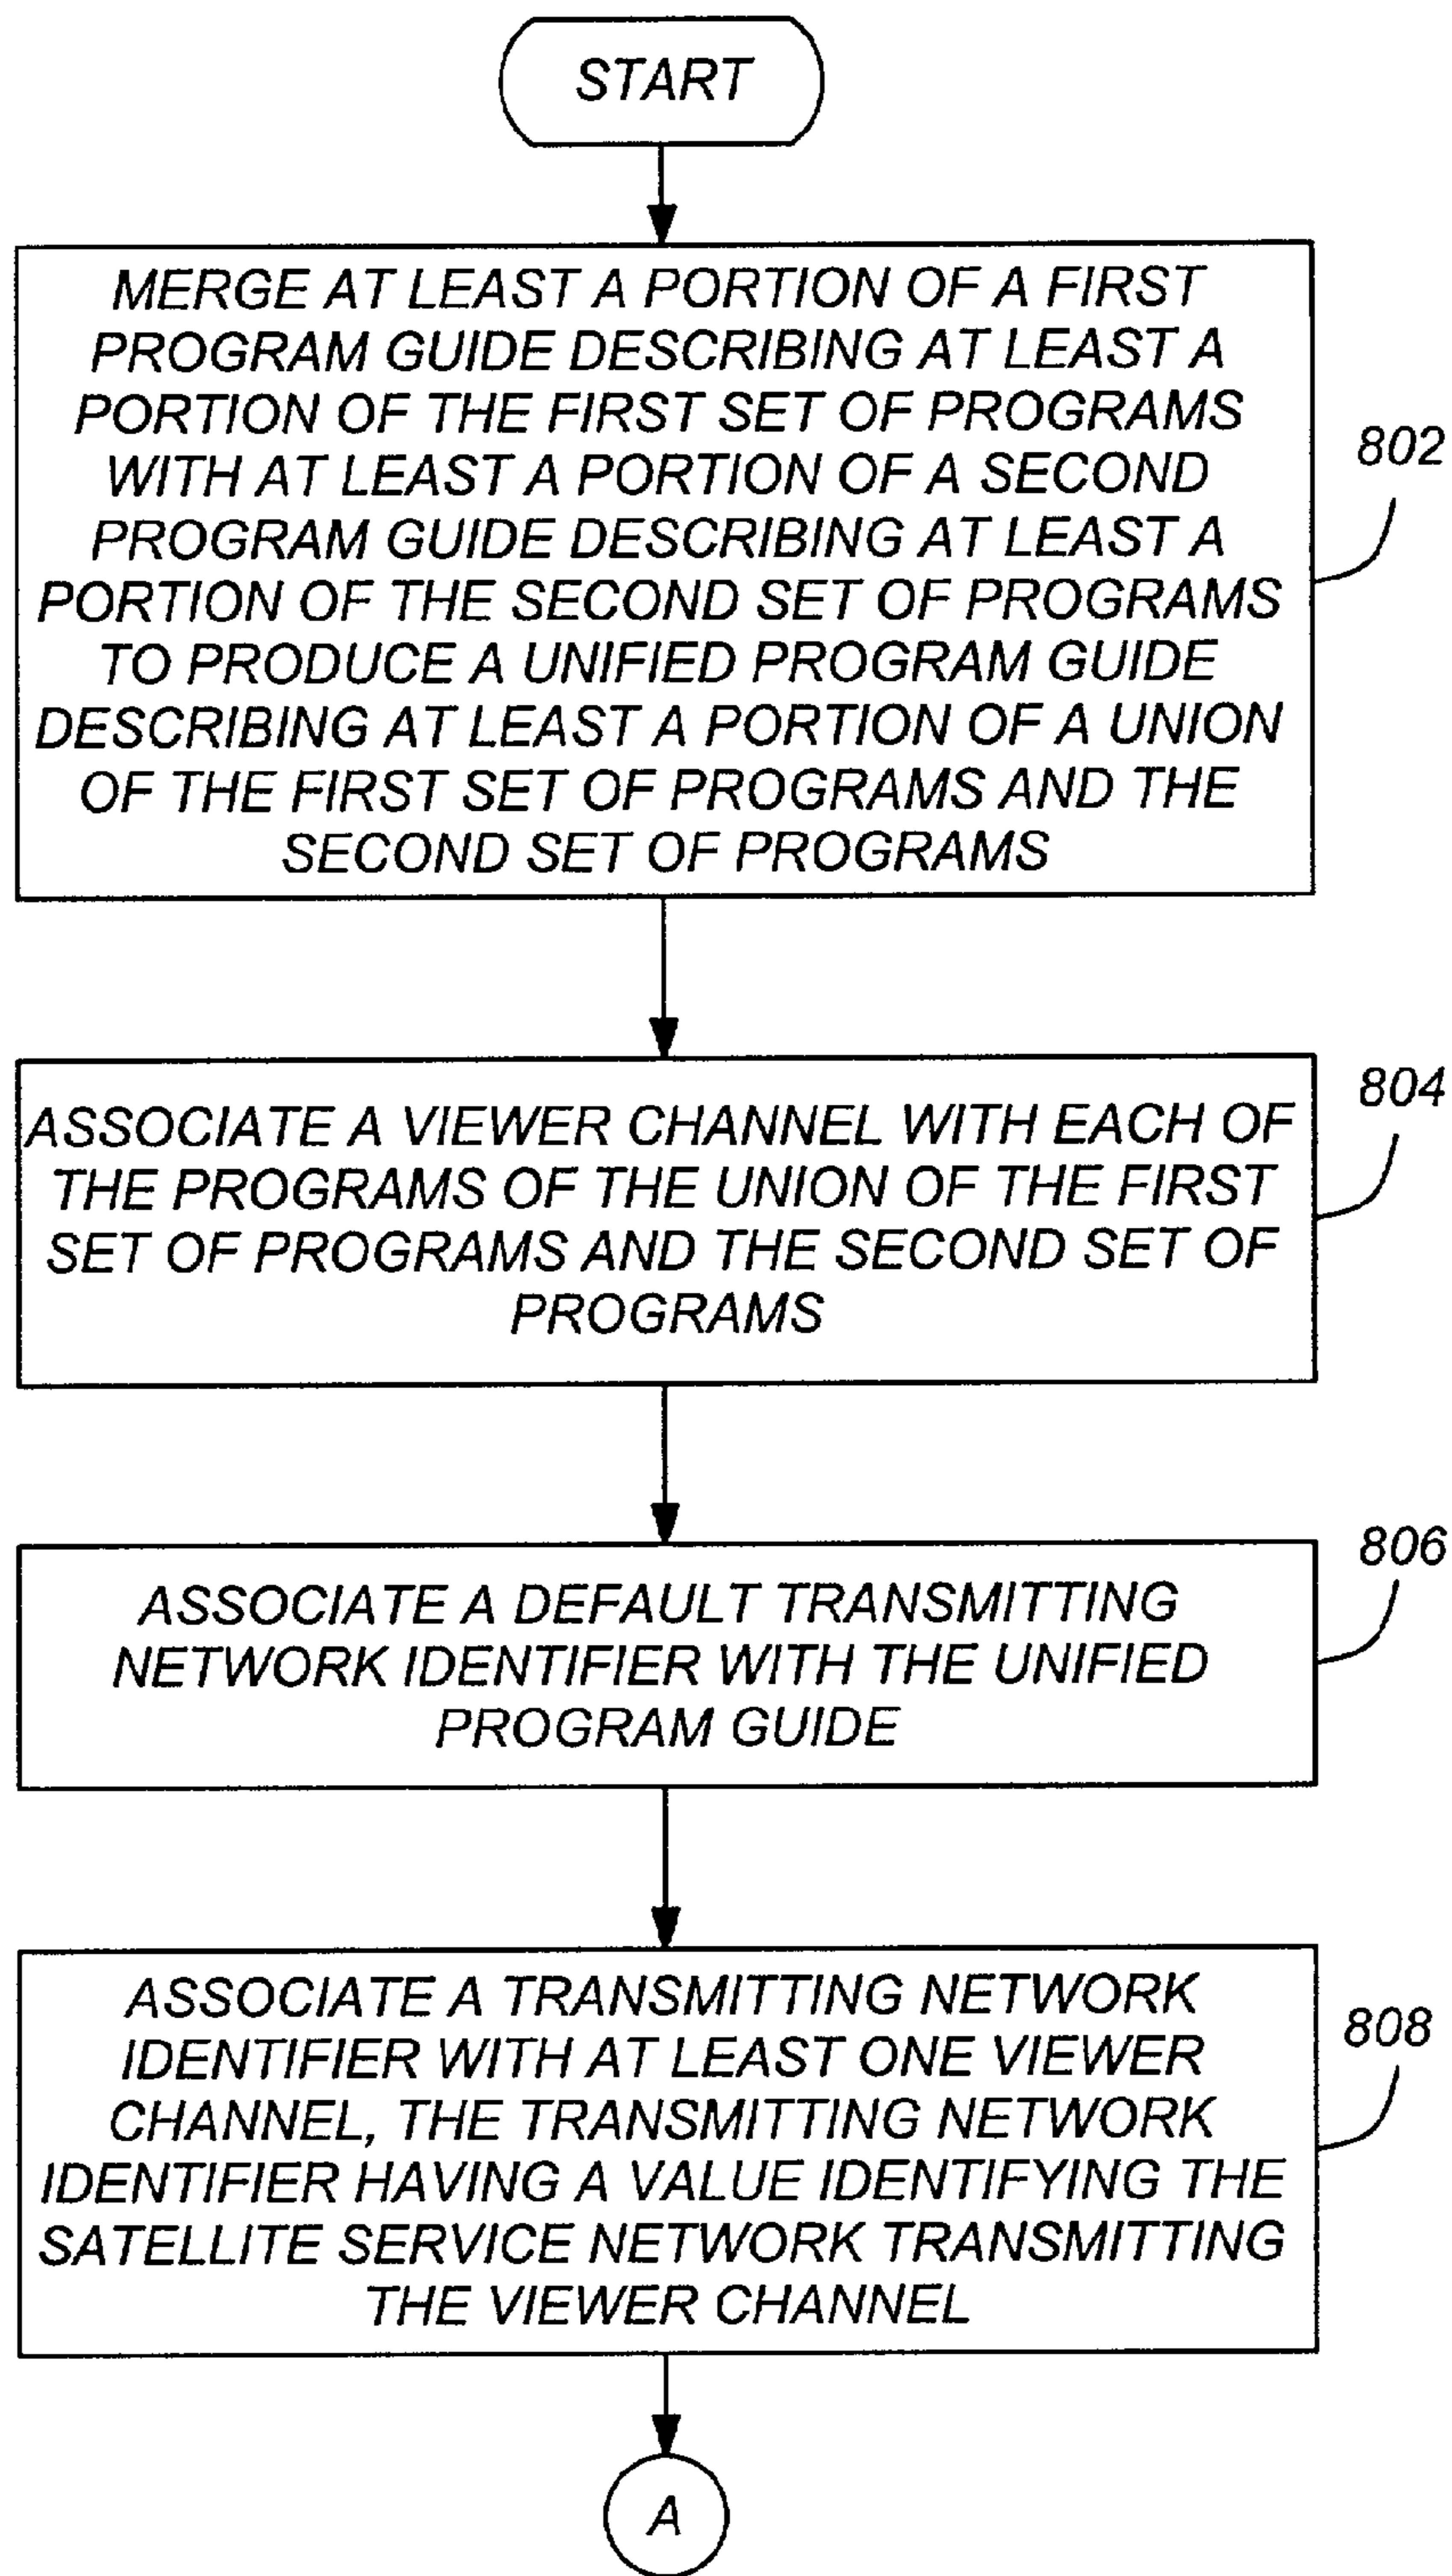 START
MERGE AT LEAST A PORTION OF A FIRST
PROGRAM GUIDE DESCRIBING AT LEAST A
PORTION OF THE FIRST SET OF PROGRAMS
WITH AT LEAST A PORTION OF A SECOND
PROGRAM GUIDE DESCRIBING AT LEAST A
PORTION OF THE SECOND SET OF PROGRAMS
TO PRODUCE A UNIFIED PROGRAM GUIDE
DESCRIBING AT LEAST A PORTION OF A UNION
OF THE FIRST SET OF PROGRAMS AND THE
SECOND SET OF PROGRAMS
802
ASSOCIATE A VIEWER CHANNEL WITH EACH OF
THE PROGRAMS OF THE UNION OF THE FIRST
SET OF PROGRAMS AND THE SECOND SET OF
PROGRAMS
804
ASSOCIATE A DEFAULT TRANSMITTING
NETWORK IDENTIFIER WITH THE UNIFIED
PROGRAM GUIDE
806
ASSOCIATE A TRANSMITTING NETWORK
IDENTIFIER WITH AT LEAST ONE VIEWER
CHANNEL, THE TRANSMITTING NETWORK
IDENTIFIER HAVING A VALUE IDENTIFYING THE
SATELLITE SERVICE NETWORK TRANSMITTING
THE VIEWER CHANNEL
808
A